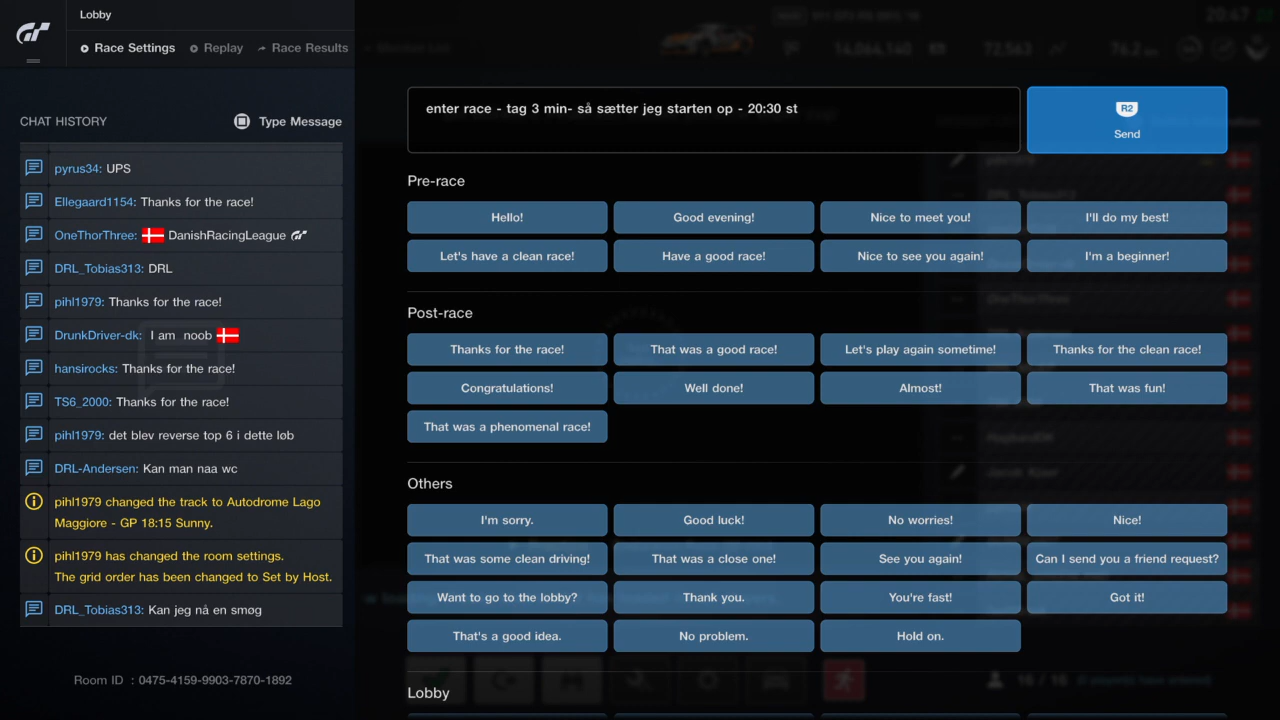 Lobby
Race Settings Replay Race Results
CHAT HISTORY
Type Message
pyrus34: UPS
Ellegaard1154: Thanks for the race!
OneThorThree: DanishRacingLeague
DRL_Tobias313: DRL
pihl1979: Thanks for the race!
DrunkDriver-dk: I am noob
hansirocks: Thanks for the race!
TS6_2000: Thanks for the race!
pihl1979: det blev reverse top 6 i dette løb
DRL-Andersen: Kan man naa wc
pihl1979 changed the track to Autodrome Lago
Maggiore - GP 18:15 Sunny.
pihl1979 has changed the room settings.
The grid order has been changed to Set by Host.
DRL_Tobias313: Kan jeg nå en smøg
Room ID : 0475-4159-9903-7870-1892
20:47
14,064,140
72,563
74.2
enter race - tag 3 min- så sætter jeg starten op - 20:30 st
R2
Send
Pre-race
Hello! Good evening! Nice to meet you! I'll do my best!
Let's have a clean race! Have a good race! Nice to see you again! I'm a beginner!
Post-race
Thanks for the race! That was a good race! Let's play again sometime! Thanks for the clean race!
Congratulations! Well done! Almost! That was fun!
That was a phenomenal race!
Others
I'm sorry. Good luck! No worries! Nice!
That was some clean driving! That was a close one! See you again! Can I send you a friend request?
Want to go to the lobby? Thank you. You're fast! Got it!
That's a good idea. No problem. Hold on.
16 / 16
Lobby